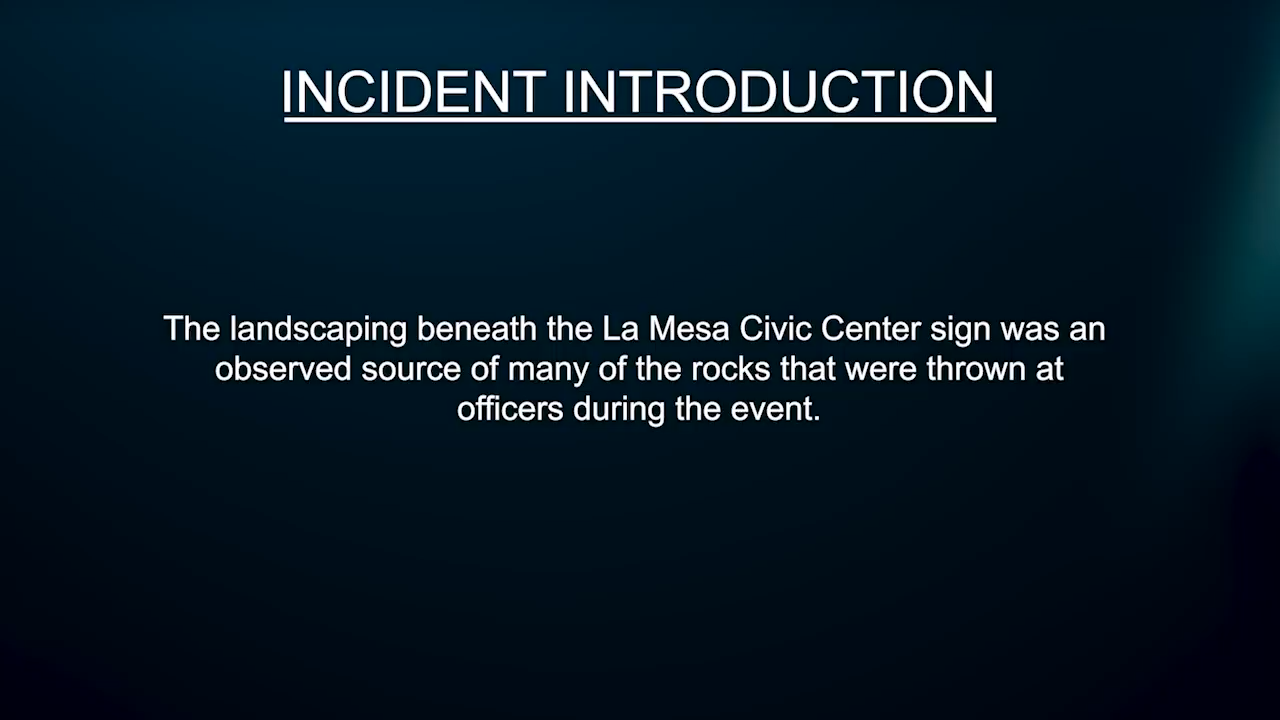 INCIDENT INTRODUCTION
The landscaping beneath the La Mesa Civic Center sign was an
observed source of many of the rocks that were thrown at
officers during the event.